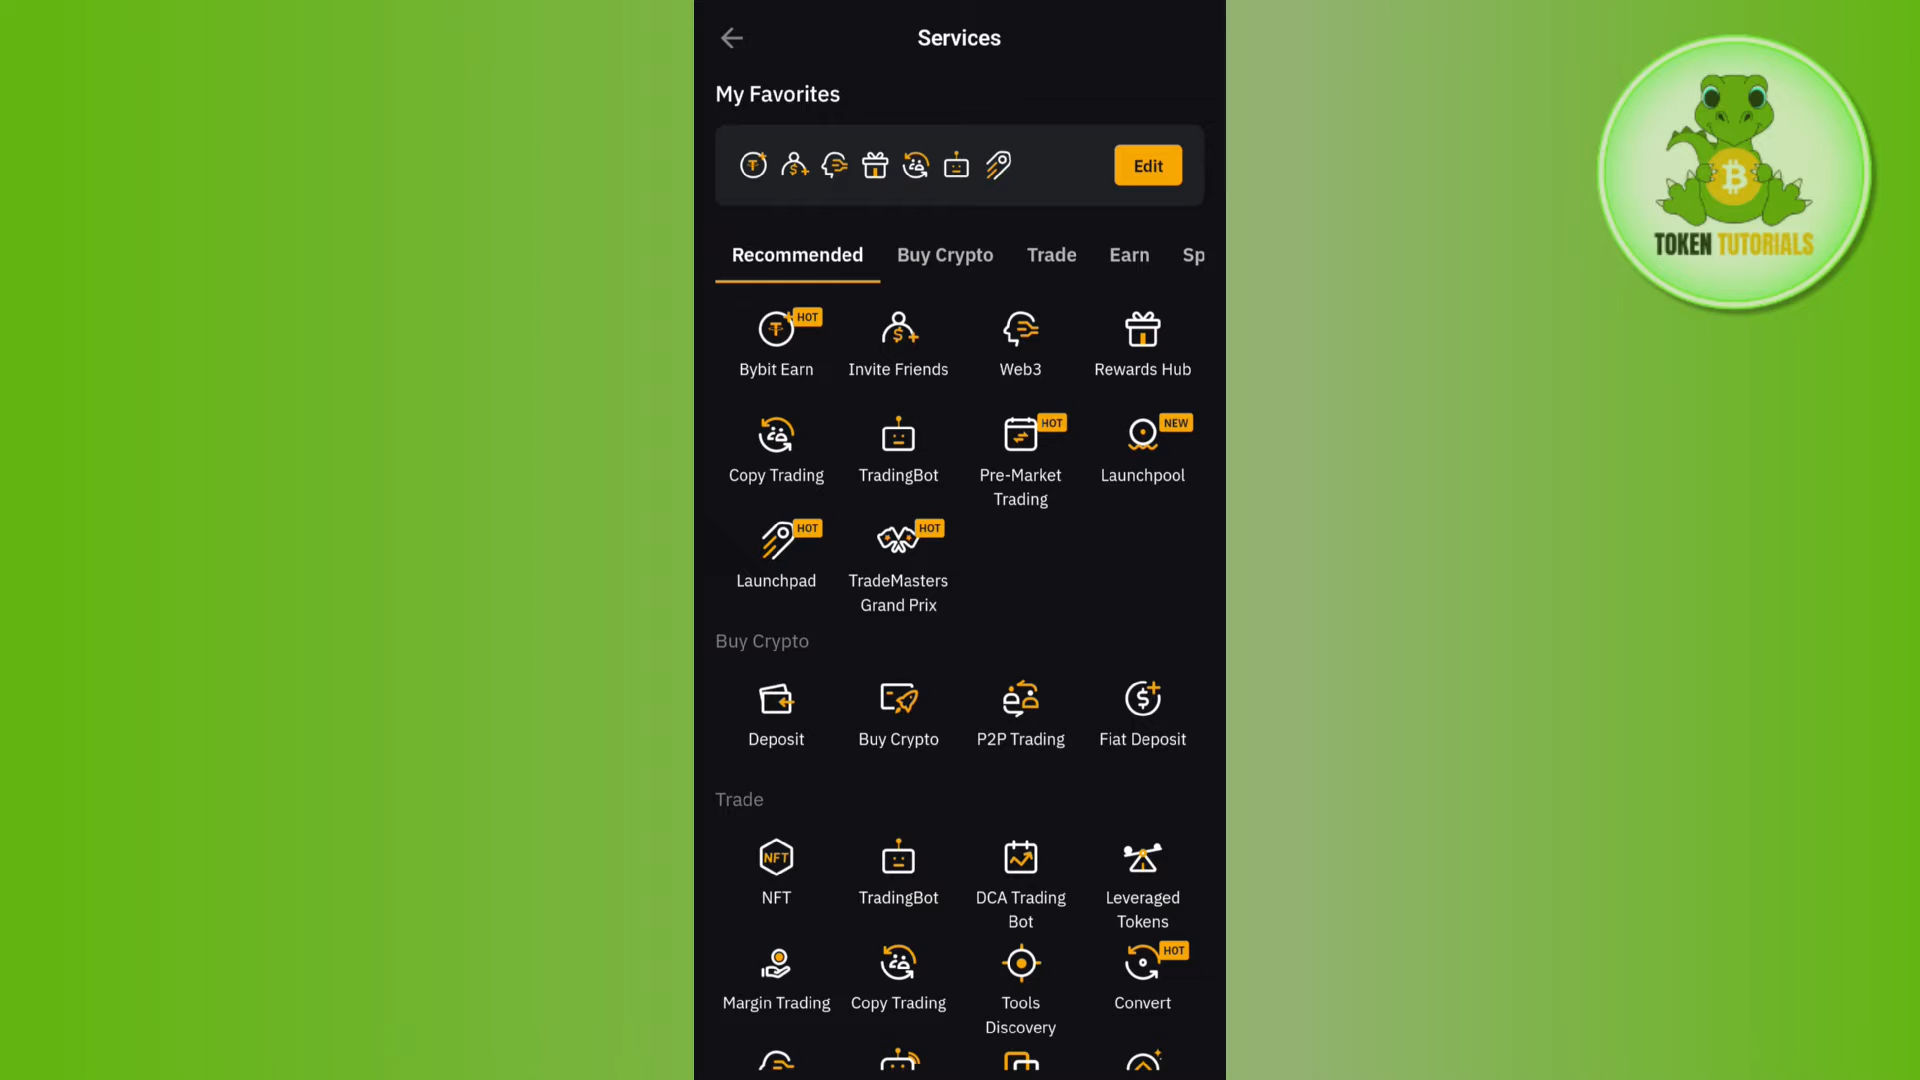 Services
My Favorites
Edit
Recommended Buy Crypto Trade Earn Sp
HOT
Bybit Earn Invite Friends Web3 Rewards Hub
HOT NEW
Copy Trading TradingBot Pre-Market Trading Launchpool
HOT HOT
Launchpad TradeMasters Grand Prix
Buy Crypto
Deposit Buy Crypto P2P Trading Fiat Deposit
Trade
NFT
NFT TradingBot DCA Trading Bot Leveraged Tokens
HOT
Margin Trading Copy Trading Tools Discovery Convert
TOKEN TUTORIALS